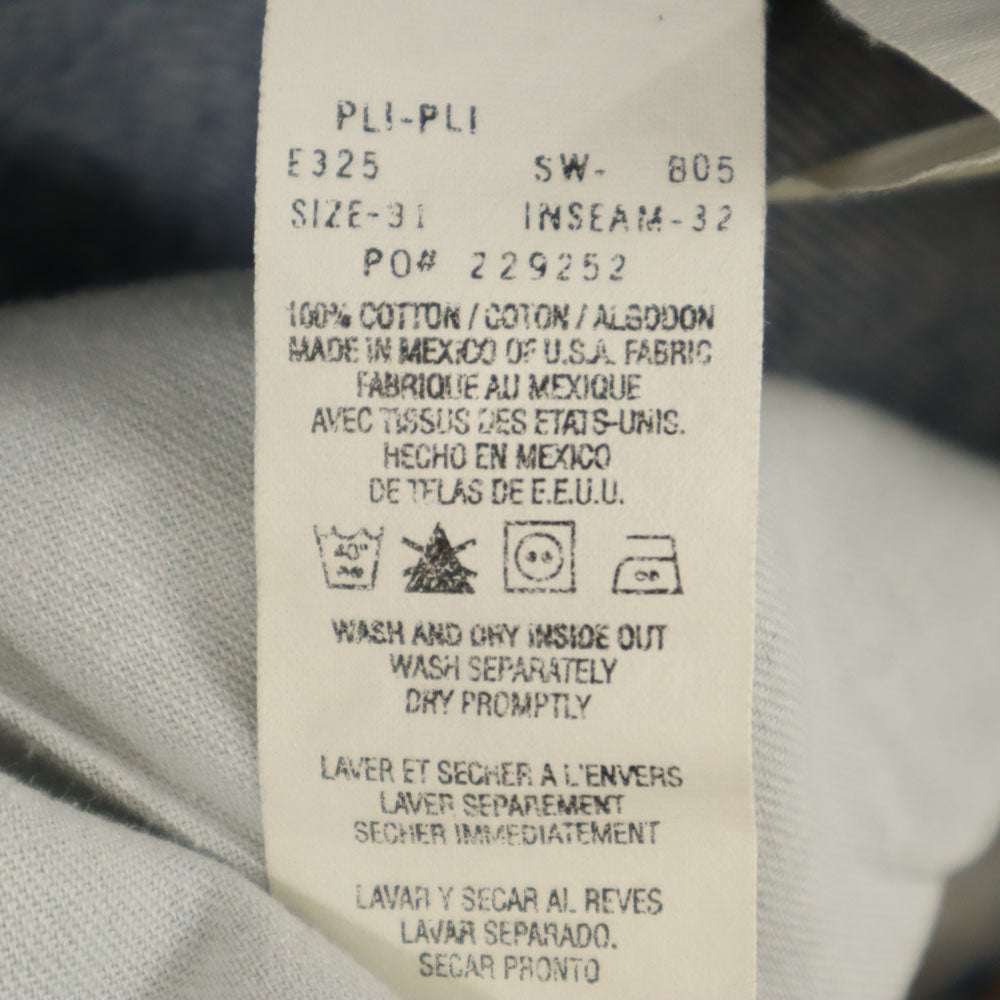 PLI-PLI
E325 SW- 805
SIZE-31 INSEAM-32
PO# 229252
100% COTTON / COTON / ALGODON
MADE IN MEXICO OF U.S.A. FABRIC
FABRIQUE AU MEXIQUE
AVEC TISSUS DES ETATS-UNIS.
HECHO EN MEXICO
DE TELAS DE E.E.U.U.
40°
WASH AND DRY INSIDE OUT
WASH SEPARATELY
DRY PROMPTLY
LAVER ET SECHER A L'ENVERS
LAVER SEPAREMENT
SECHER IMMEDIATEMENT
LAVAR Y SECAR AL REVES
LAVAR SEPARADO.
SECAR PRONTO